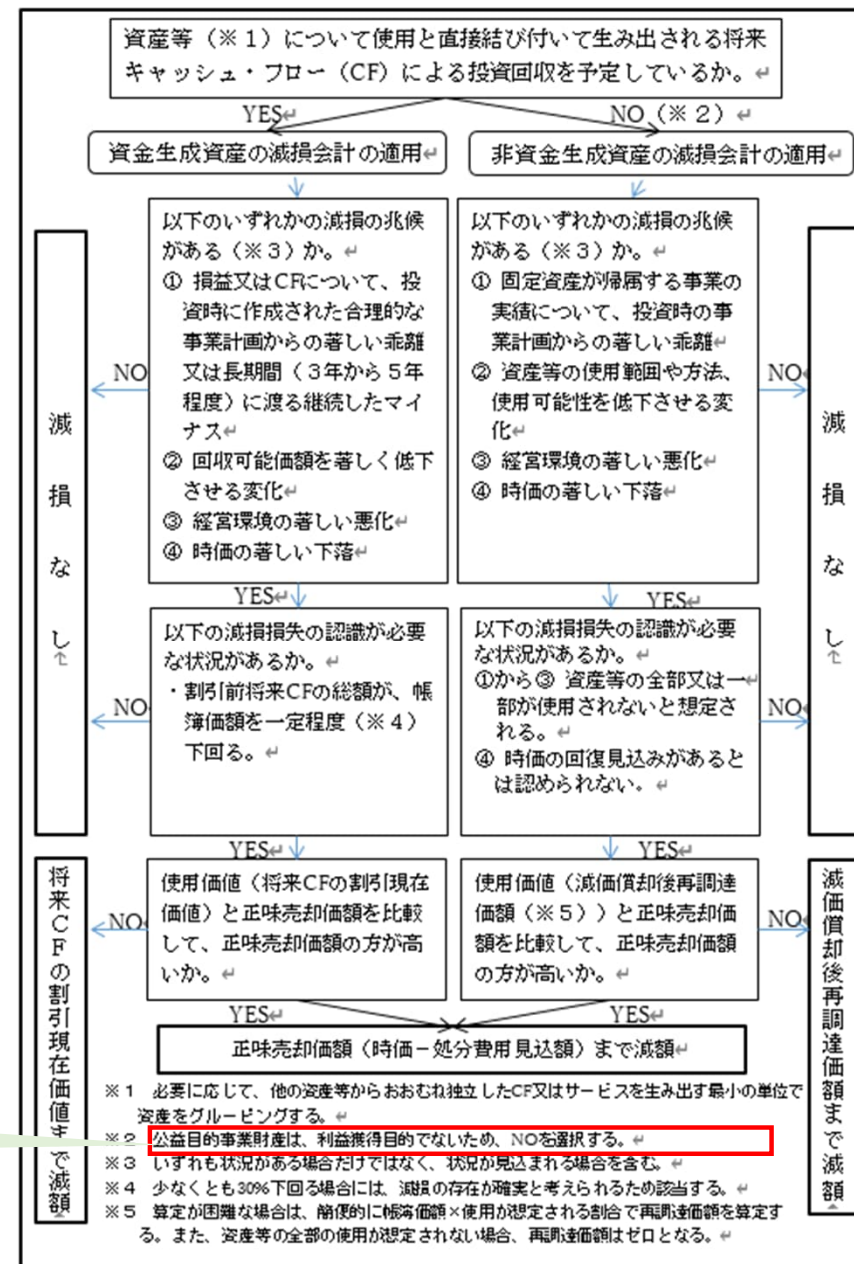 資産等（※１）について使用と直接結び付いて生み出される将来
キャッシュ・フロー（CF）による投資回収を予定しているか。↵
YES↵
NO（※２）↵
資金生成資産の減損会計の適用↵
非資金生成資産の減損会計の適用↵
以下のいずれかの減損の兆候
がある（※３）か。↵
① 損益又はCFについて、投
資時に作成された合理的な
事業計画からの著しい乖離
又は長期間（３年から５年
程度）に渡る継続したマイ
ナス↵
② 回収可能価額を著しく低下
させる変化↵
③ 経営環境の著しい悪化↵
④ 時価の著しい下落↵
以下のいずれかの減損の兆候
がある（※３）か。↵
① 固定資産が帰属する事業の
実績について、投資時の事
業計画からの著しい乖離↵
② 資産等の使用範囲や方法、
使用可能性を低下させる変
化↵
③ 経営環境の著しい悪化↵
④ 時価の著しい下落↵
NO
NO
減損なし
減損なし
YES↵
YES↵
以下の減損損失の認識が必要
な状況があるか。↵
・割引前将来CFの総額が、帳
簿価額を一定程度（※４）
下回る。↵
以下の減損損失の認識が必要
な状況があるか。↵
①から③ 資産等の全部又は一
部が使用されないと想定さ
れる。↵
④ 時価の回復見込みがあると
は認められない。↵
NO
NO
YES↵
YES↵
使用価値（将来CFの割引現在
価値）と正味売却価額を比較
して、正味売却価額の方が高
いか。↵
使用価値（減価償却後再調達
価額（※５））と正味売却価
額を比較して、正味売却価額
の方が高いか。↵
NO
NO
将来CFの割引現在価値まで減額
減価償却後再調達価額まで減額
YES↵
YES↵
正味売却価額（時価－処分費用見込額）まで減額↵
※１ 必要に応じて、他の資産等からおおむね独立したCF又はサービスを生み出す最小の単位で
資産をグルーピングする。↵
※２ 公益目的事業財産は、利益獲得目的でないため、NOを選択する。↵
※３ いずれも状況がある場合だけではなく、状況が見込まれる場合を含む。↵
※４ 少なくとも30%下回る場合には、減損の存在が確実と考えられるため該当する。↵
※５ 算定が困難な場合は、簡便的に帳簿価額×使用が想定される割合で再調達価額を算定す
る。また、資産等の全部の使用が想定されない場合、再調達価額はゼロとなる。↵